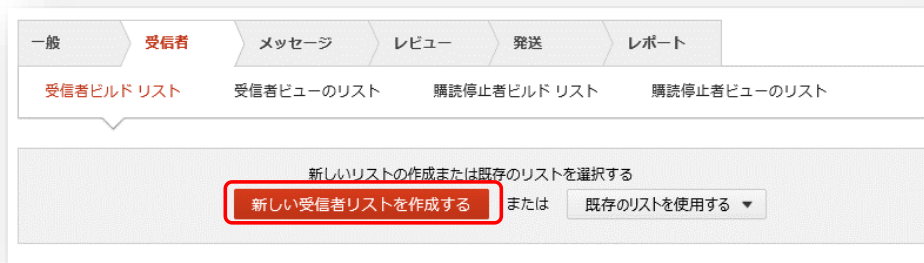 一般 受信者 メッセージ レビュー 発送 レポート
受信者ビルド リスト 受信者ビューのリスト 購読停止者ビルド リスト 購読停止者ビューのリスト
新しいリストの作成または既存のリストを選択する
新しい受信者リストを作成する または 既存のリストを使用する ▼